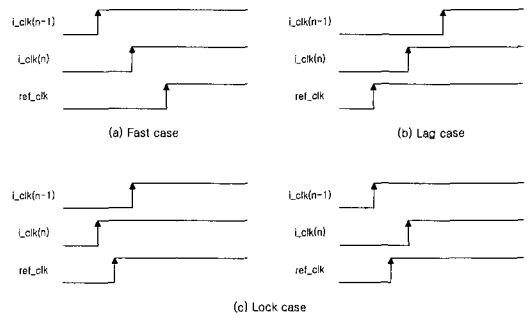 i_clk(n-1)
i_clk(n)
ref_clk
(a) Fast case
i_clk(n-1)
i_clk(n)
ref_clk
(b) Lag case
i_clk(n-1)
i_clk(n)
ref_clk
i_clk(n-1)
i_clk(n)
ref_clk
(c) Lock case